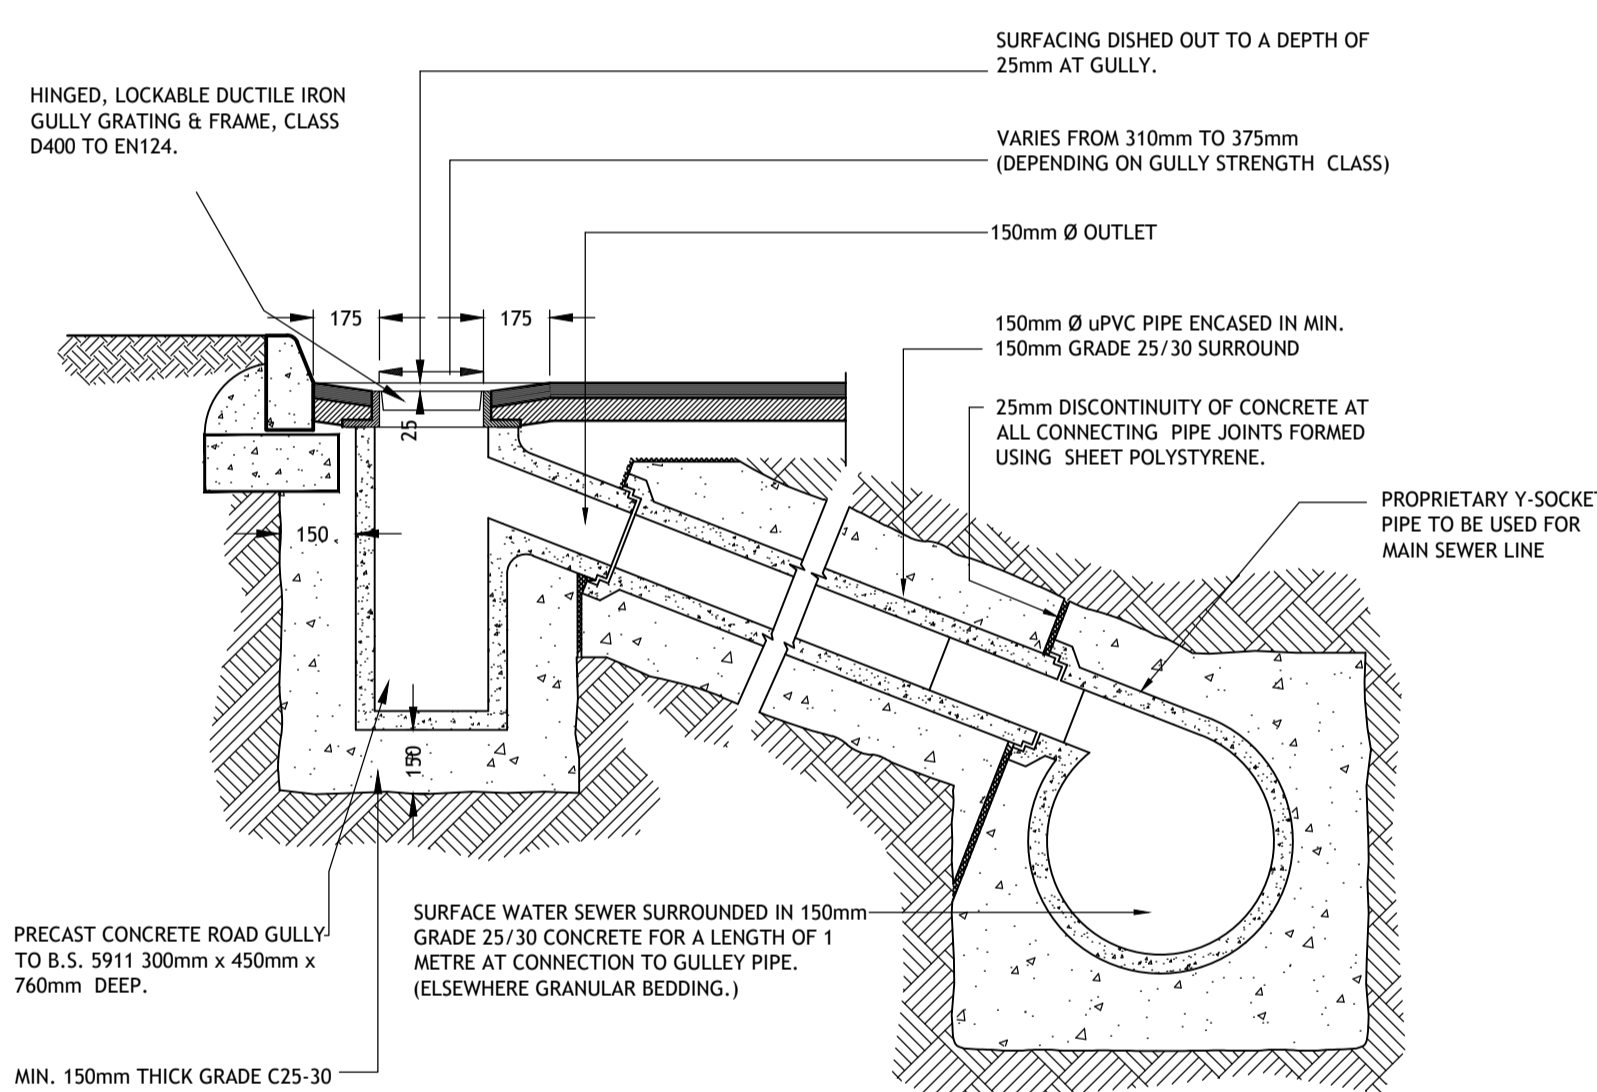 SURFACING DISHED OUT TO A DEPTH OF
25mm AT GULLY.
HINGED, LOCKABLE DUCTILE IRON
GULLY GRATING & FRAME, CLASS
D400 TO EN124.
VARIES FROM 310mm TO 375mm
(DEPENDING ON GULLY STRENGTH CLASS)
150mm Ø OUTLET
175
175
150mm Ø uPVC PIPE ENCASED IN MIN.
150mm GRADE 25/30 SURROUND
25
25mm DISCONTINUITY OF CONCRETE AT
ALL CONNECTING PIPE JOINTS FORMED
USING SHEET POLYSTYRENE.
PROPRIETARY Y-SOCKET
PIPE TO BE USED FOR
MAIN SEWER LINE
150
150
PRECAST CONCRETE ROAD GULLY
TO B.S. 5911 300mm x 450mm x
760mm DEEP.
SURFACE WATER SEWER SURROUNDED IN 150mm
GRADE 25/30 CONCRETE FOR A LENGTH OF 1
METRE AT CONNECTION TO GULLEY PIPE.
(ELSEWHERE GRANULAR BEDDING.)
MIN. 150mm THICK GRADE C25-30